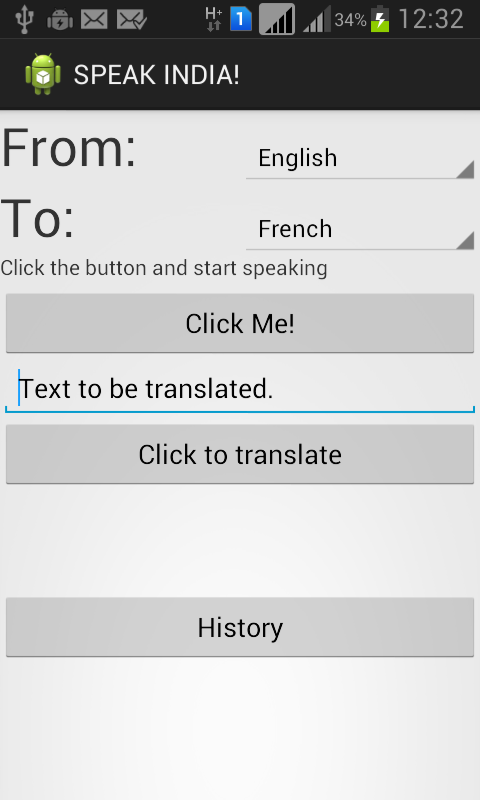 H+ 1 34% 12:32
SPEAK INDIA!
From: English
To: French
Click the button and start speaking
Click Me!
Text to be translated.
Click to translate
History